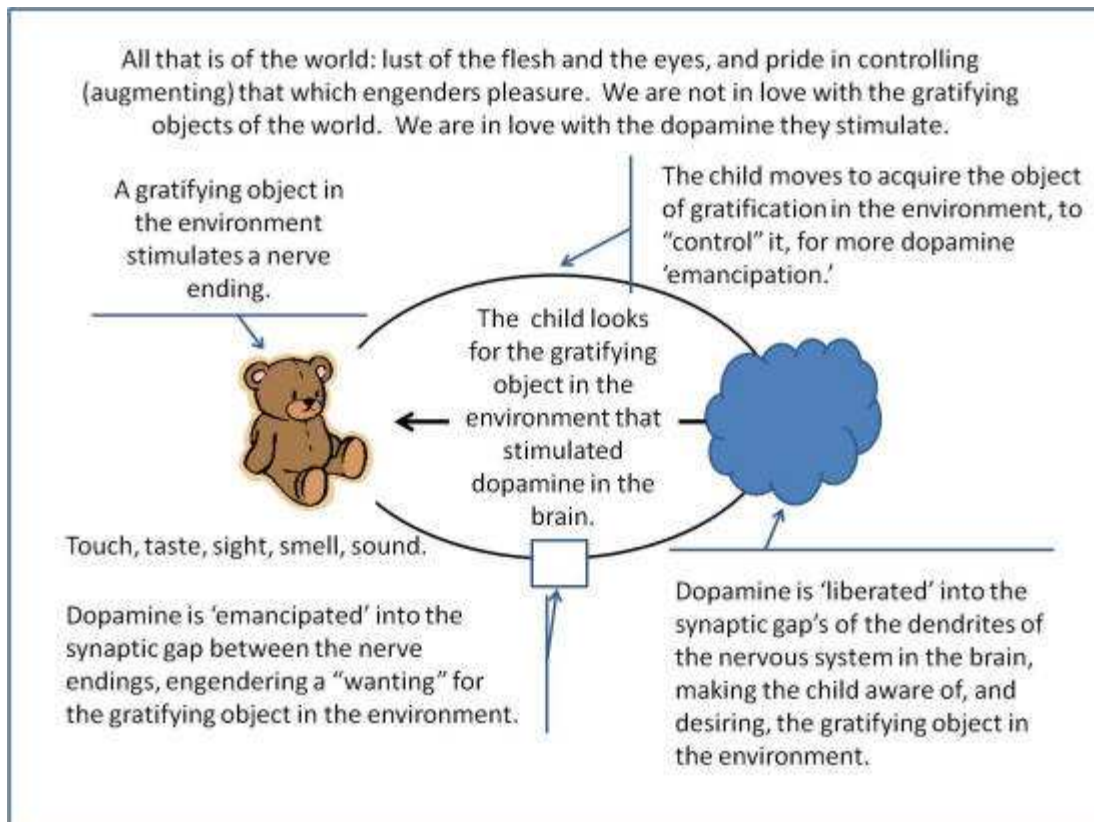 All that is of the world: lust of the flesh and the eyes, and pride in controlling
(augmenting) that which engenders pleasure. We are not in love with the gratifying
objects of the world. We are in love with the dopamine they stimulate.
A gratifying object in
the environment
stimulates a nerve
ending.
The child moves to acquire the object
of gratification in the environment, to
“control” it, for more dopamine
‘emancipation.’
The child looks
for the gratifying
object in the
environment that
stimulated
dopamine in the
brain.
Touch, taste, sight, smell, sound.
Dopamine is ‘emancipated’ into the
synaptic gap between the nerve
endings, engendering a “wanting” for
the gratifying object in the environment.
Dopamine is ‘liberated’ into the
synaptic gap’s of the dendrites of
the nervous system in the brain,
making the child aware of, and
desiring, the gratifying object in
the environment.